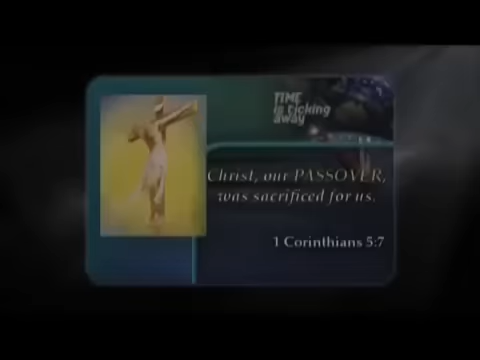 TIME
is ticking
away
Christ, our PASSOVER,
was sacrificed for us.
1 Corinthians 5:7